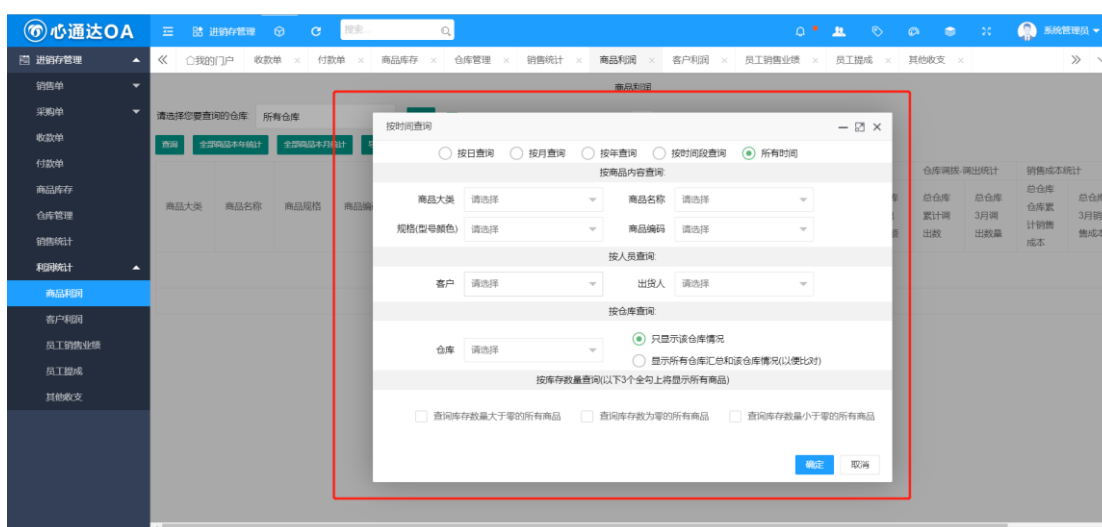 心通达OA
进销存管理
搜索...
系统管理员
进销存管理
我的门户
收款单
付款单
商品库存
仓库管理
销售统计
商品利润
客户利润
员工销售业绩
员工提成
其他收支
销售单
采购单
收款单
付款单
商品库存
仓库管理
销售统计
利润统计
商品利润
客户利润
员工销售业绩
员工提成
其他收支
商品利润
请选择您要查询的仓库:
所有仓库
查询
全部商品本年统计
全部商品本月统计
仓库调拨-调出统计
销售成本统计
商品大类
商品名称
商品规格
商品编
总仓库
累计调
出数
总仓库
3月调
出数量
总仓库
仓库累
计销售
成本
总仓库
3月销
售成本
按时间查询
按日查询
按月查询
按年查询
按时间段查询
所有时间
按商品内容查询:
商品大类
请选择
商品名称
请选择
规格(型号颜色)
请选择
商品编码
请选择
按人员查询
客户
请选择
出货人
请选择
按仓库查询
仓库
请选择
只显示该仓库情况
显示所有仓库汇总和该仓库情况(以便比对)
按库存数量查询(以下3个全勾上将显示所有商品)
查询库存数量大于零的所有商品
查询库存数为零的所有商品
查询库存数量小于零的所有商品
确定
取消